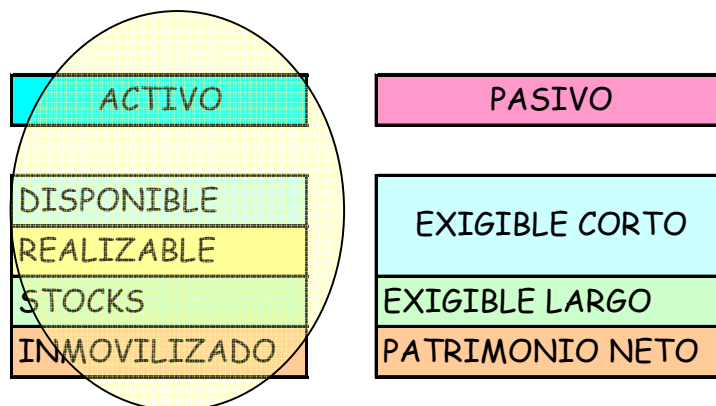 ACTIVO
DISPONIBLE
REALIZABLE
STOCKS
INMOVILIZADO
PASIVO
EXIGIBLE CORTO
EXIGIBLE LARGO
PATRIMONIO NETO